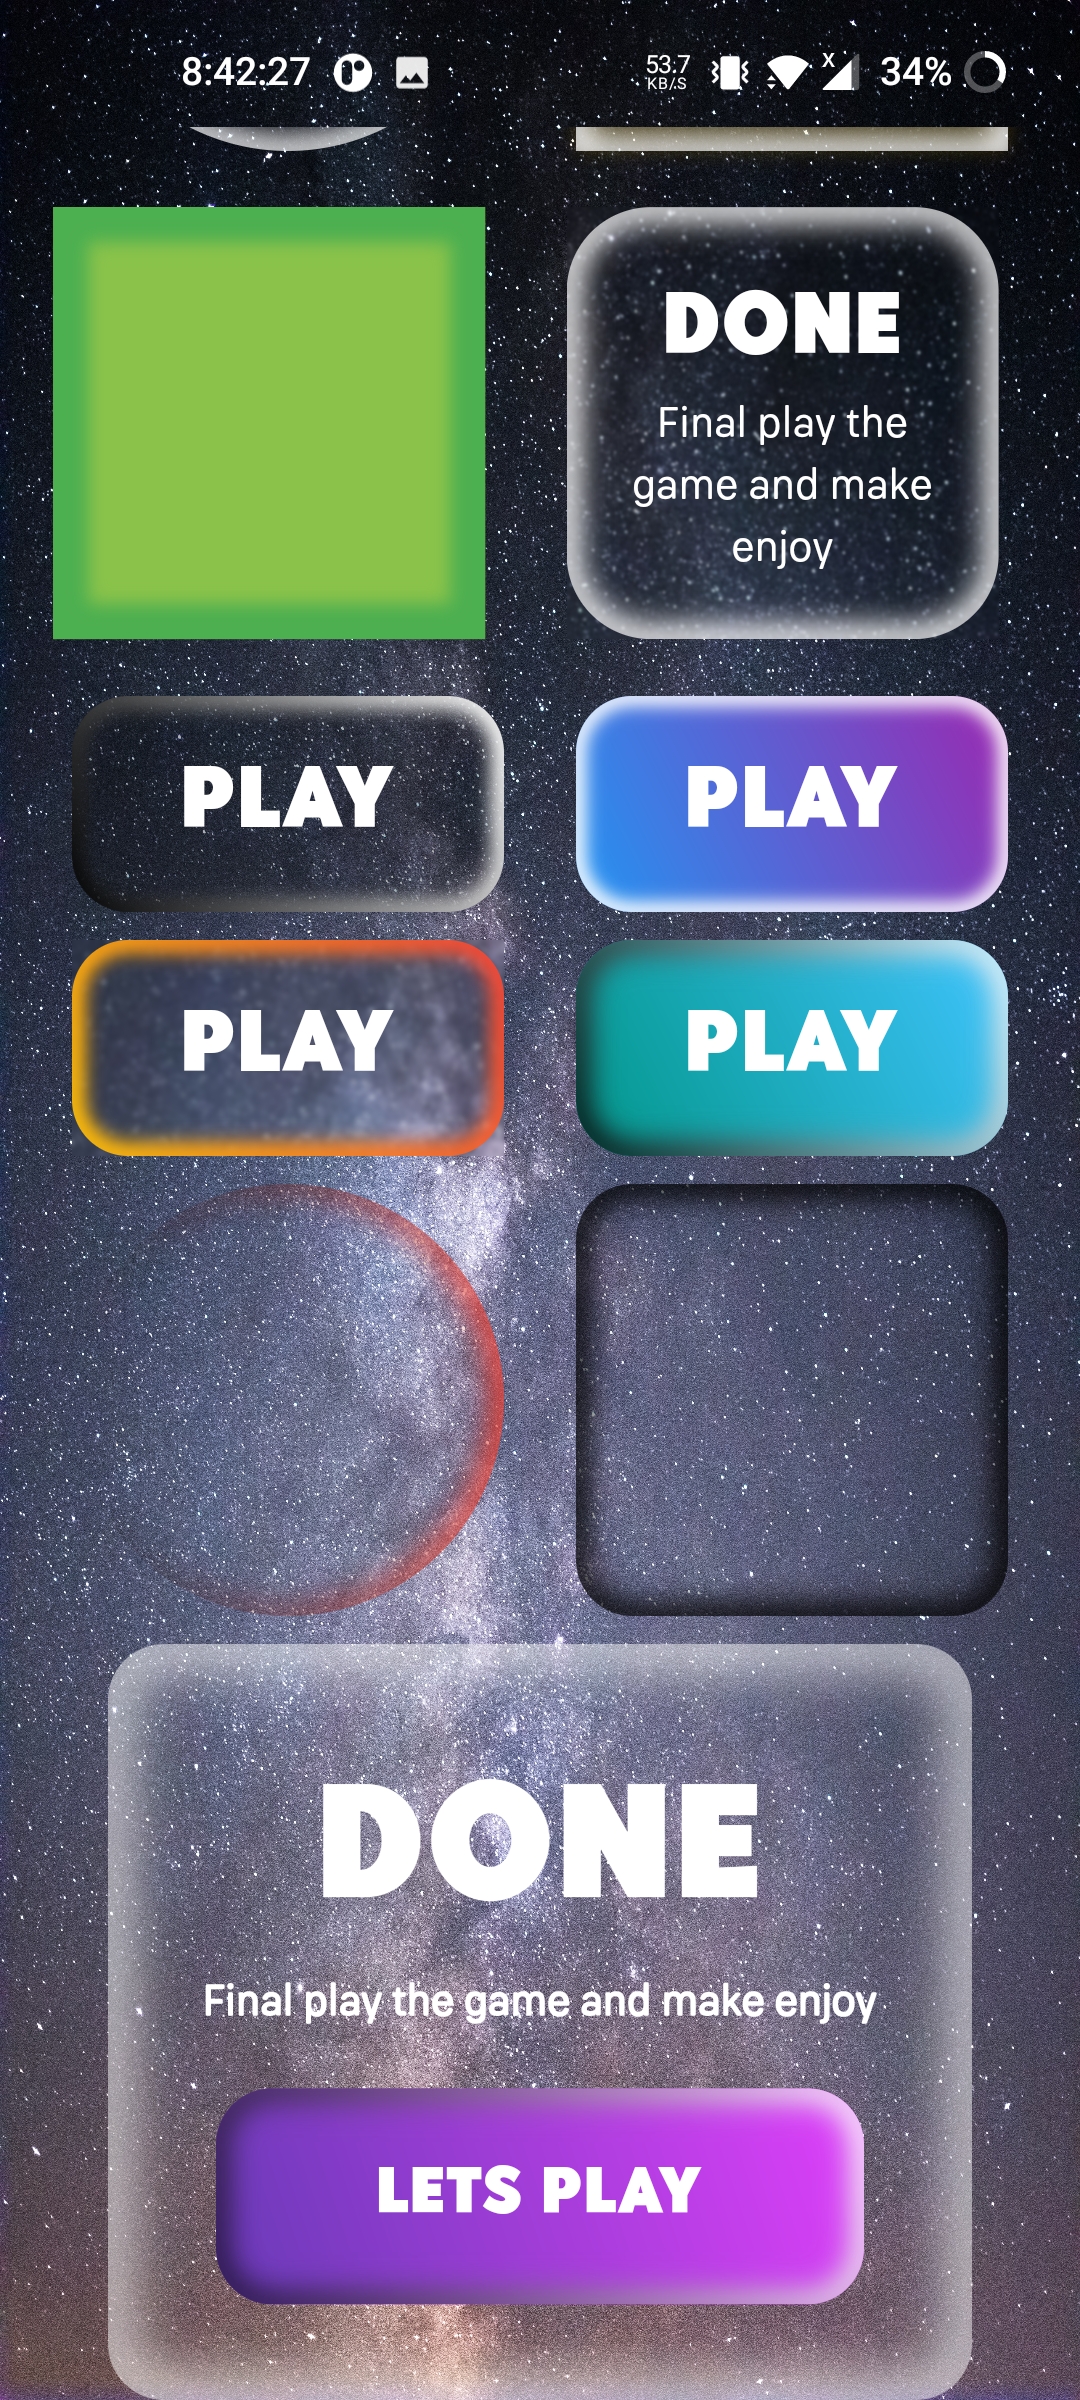 8:42:27 53.7 KB/S X 34%
DONE
Final play the
game and make
enjoy
PLAY PLAY
PLAY PLAY
DONE
Final play the game and make enjoy
LETS PLAY